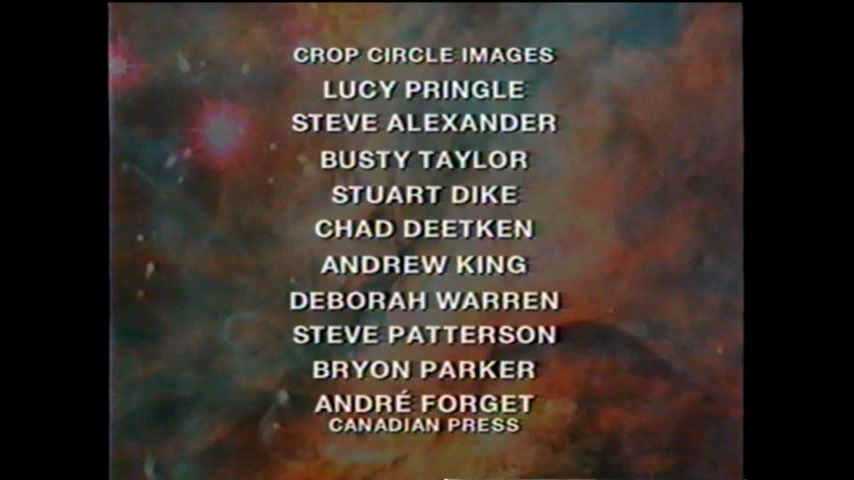 CROP CIRCLE IMAGES
LUCY PRINGLE
STEVE ALEXANDER
BUSTY TAYLOR
STUART DIKE
CHAD DEETKEN
ANDREW KING
DEBORAH WARREN
STEVE PATTERSON
BRYON PARKER
ANDRÉ FORGET
CANADIAN PRESS